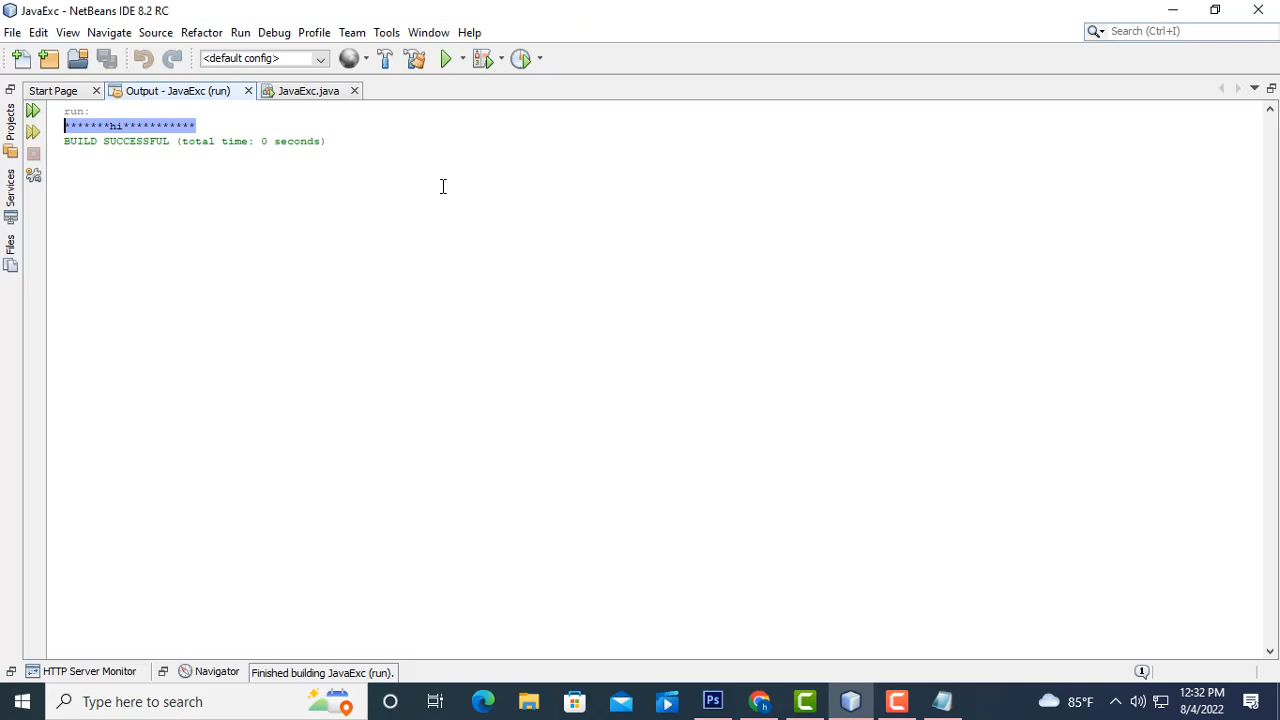 JavaExc - NetBeans IDE 8.2 RC
File Edit View Navigate Source Refactor Run Debug Profile Team Tools Window Help
Search (Ctrl+I)
<default config>
Start Page Output - JavaExc (run) JavaExc.java
run:
*******hi***********
BUILD SUCCESSFUL (total time: 0 seconds)
Projects
Services
Files
HTTP Server Monitor Navigator Finished building JavaExc (run). 1
Type here to search Ps 85°F 12:32 PM
8/4/2022